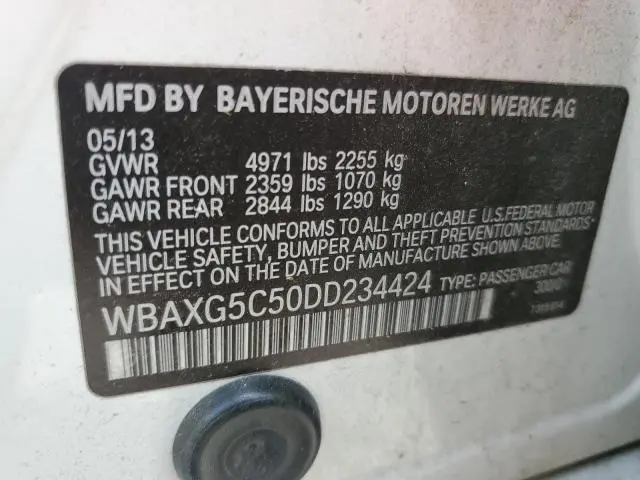 MFD BY BAYERISCHE MOTOREN WERKE AG
05/13
GVWR 4971 lbs 2255 kg
GAWR FRONT 2359 lbs 1070 kg
GAWR REAR 2844 lbs 1290 kg
THIS VEHICLE CONFORMS TO ALL APPLICABLE U.S.FEDERAL MOTOR
VEHICLE SAFETY, BUMPER AND THEFT PREVENTION STANDARDS
IN EFFECT ON THE DATE OF MANUFACTURE SHOWN ABOVE.
WBAXG5C50DD234424 TYPE: PASSENGER CAR